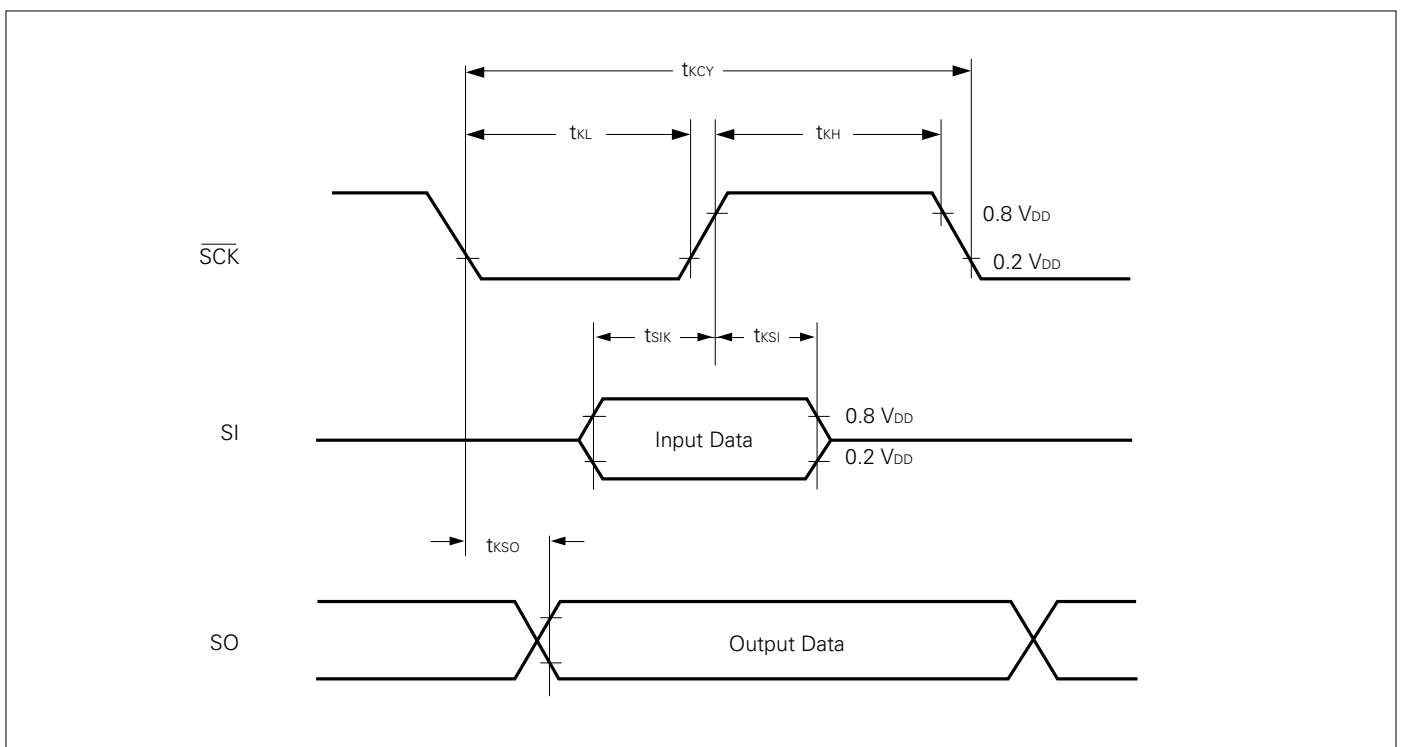 tKCY
tKL
tKH
0.8 VDD
SCK
0.2 VDD
tSIK
tKSI
0.8 VDD
SI
Input Data
0.2 VDD
tKSO
SO
Output Data